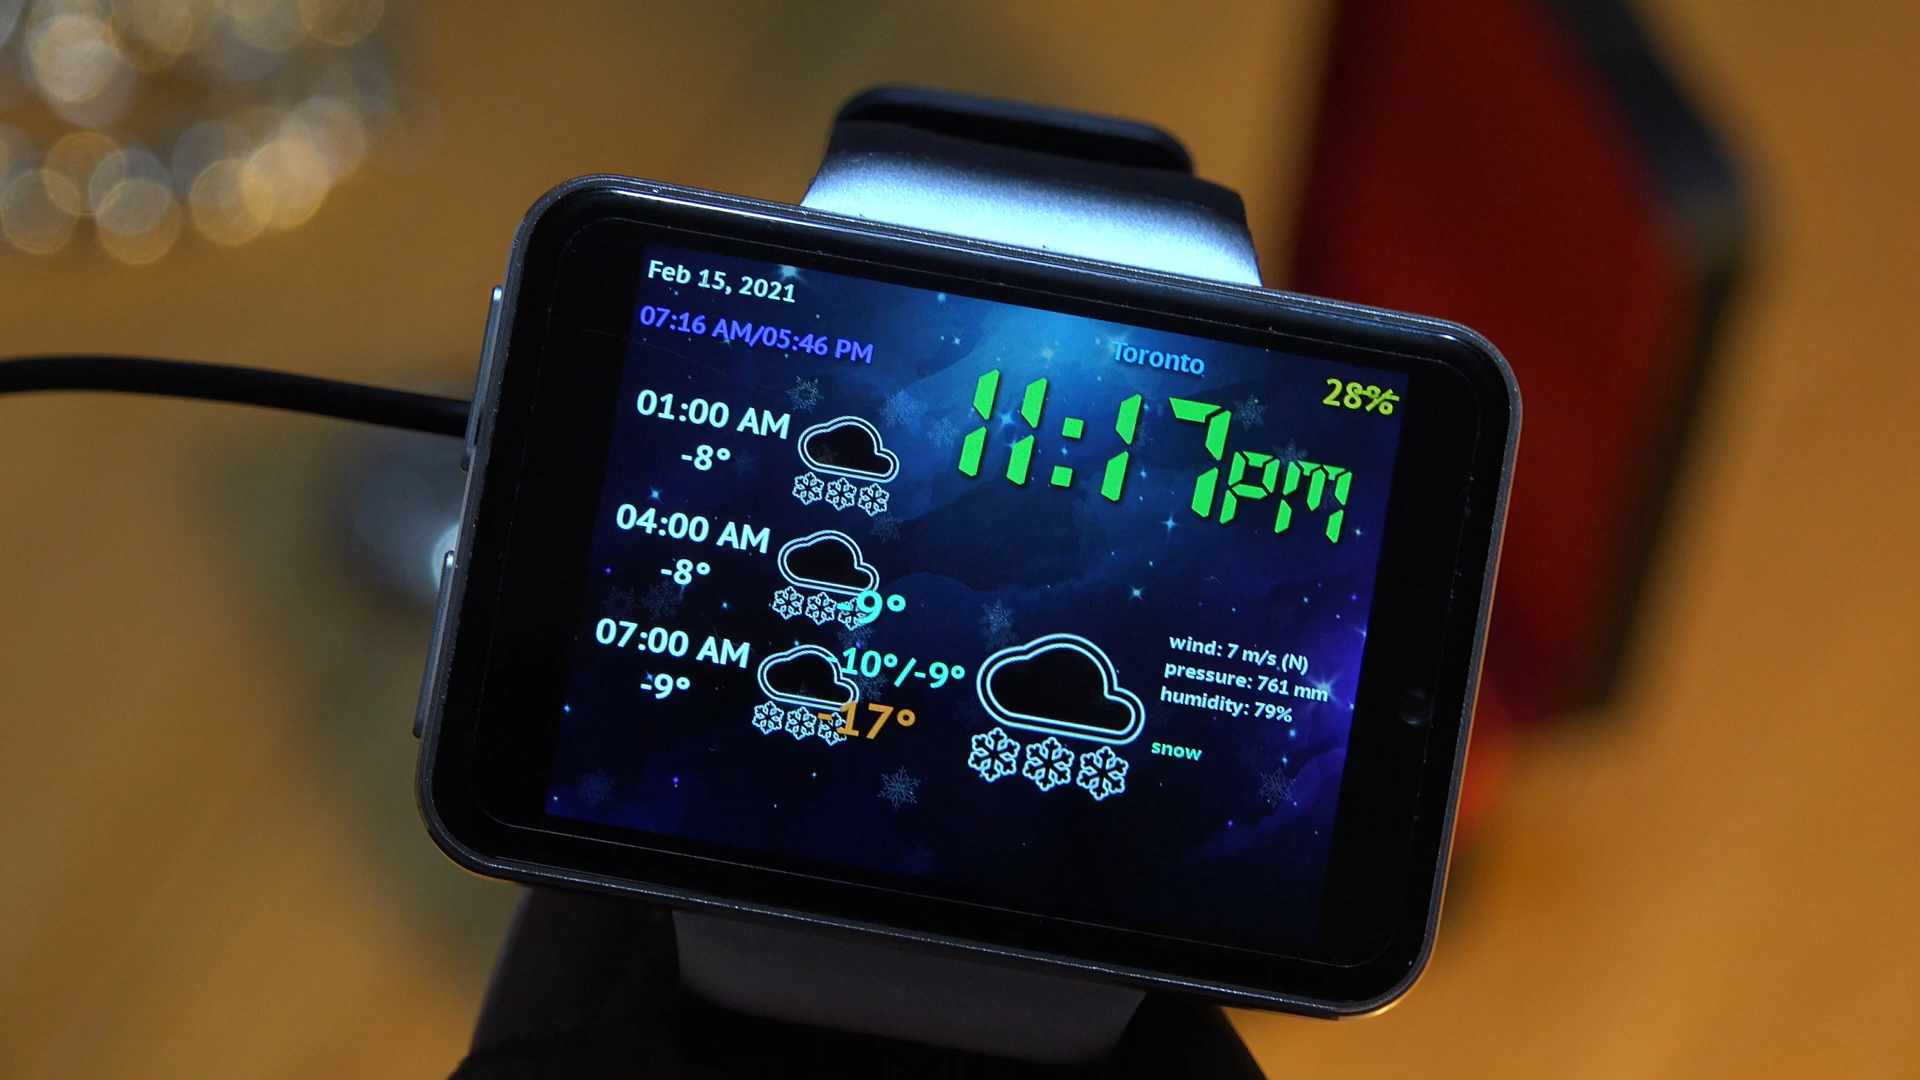 Feb 15, 2021
07:16 AM/05:46 PM
Toronto
28%
11:17PM
01:00 AM
-8°
04:00 AM
-8°
07:00 AM
-9°
-9°
-10°/-9°
-17°
wind: 7 m/s (N)
pressure: 761 mm
humidity: 79%
snow